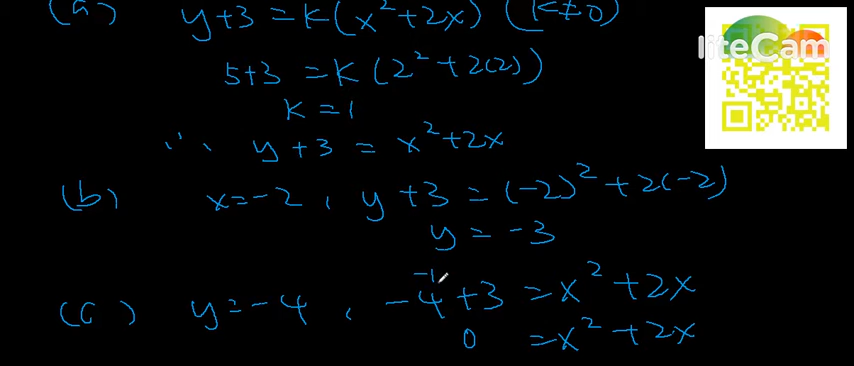 (a) y+3 = K(x²+2x) (K≠0)
5+3 = K(2²+2(2))
K=1
∴ y+3 = x²+2x
(b) x=-2, y+3 = (-2)²+2(-2)
y = -3
-1
(c) y=-4, -4+3 = x²+2x
0 = x²+2x
liteCam